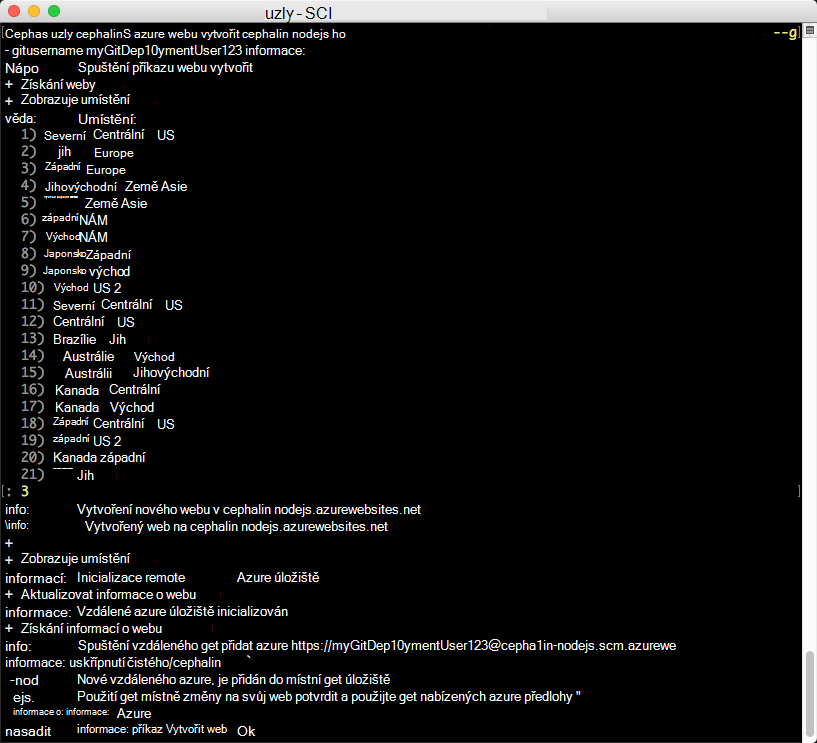 uzly - SCI
Cephas uzly cephalinS azure webu vytvořit cephalin nodejs ho --g
- gitusername myGitDep10ymentUser123 informace:
Nápo Spuštění příkazu webu vytvořit
+ Získání weby
+ Zobrazuje umístění
věda: Umístění:
1) Severní Centrální US
2) jih Europe
3) Západní Europe
4) Jihovýchodní Země Asie
5) Země Asie
6) západní NÁM
7) Východ NÁM
8) Japonsko Západní
9) Japonsko východ
10) Východ US 2
11) Severní Centrální US
12) Centrální US
13) Brazílie Jih
14) Austrálie Východ
15) Austrálii Jihovýchodní
16) Kanada Centrální
17) Kanada Východ
18) Západní Centrální US
19) západní US 2
20) Kanada západní
21) Jih
: 3
info: Vytvoření nového webu v cephalin nodejs.azurewebsites.net
\info: Vytvořený web na cephalin nodejs.azurewebsites.net
+
+ Zobrazuje umístění
informací: Inicializace remote Azure úložiště
+ Aktualizovat informace o webu
informace: Vzdálené azure úložiště inicializován
+ Získání informací o webu
info: Spuštění vzdáleného get přidat azure https://myGitDep10ymentUser123@cepha1in-nodejs.scm.azurewe
informace: uskřípnutí čistého/cephalin `
-nod Nové vzdáleného azure, je přidán do místní get úložiště
ejs. Použití get místně změny na svůj web potvrdit a použijte get nabízených azure předlohy "
informace o: informace: Azure
nasadit informace: příkaz Vytvořit web Ok